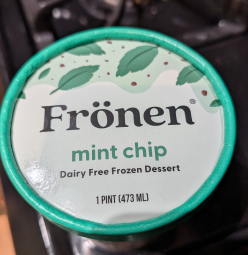 Frönen®
mint chip
Dairy Free Frozen Dessert
1 PINT (473 ML)